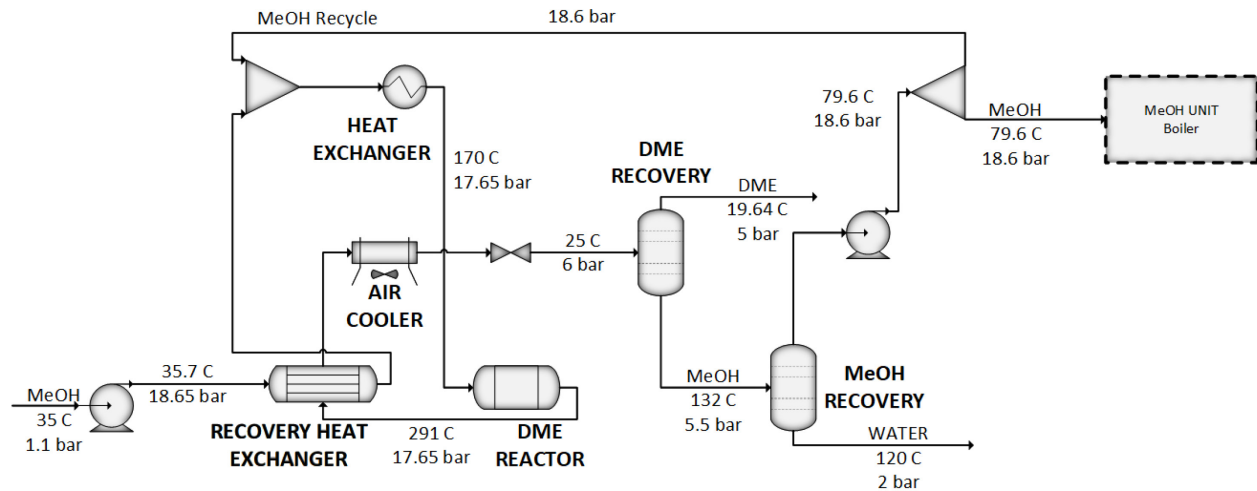 MeOH Recycle
18.6 bar
HEAT
EXCHANGER
170 C
17.65 bar
79.6 C
18.6 bar
MeOH
79.6 C
18.6 bar
MeOH UNIT
Boiler
DME
RECOVERY
DME
19.64 C
5 bar
25 C
6 bar
AIR
COOLER
MeOH
35 C
1.1 bar
35.7 C
18.65 bar
RECOVERY HEAT
EXCHANGER
291 C
17.65 bar
DME
REACTOR
MeOH
132 C
5.5 bar
MeOH
RECOVERY
WATER
120 C
2 bar